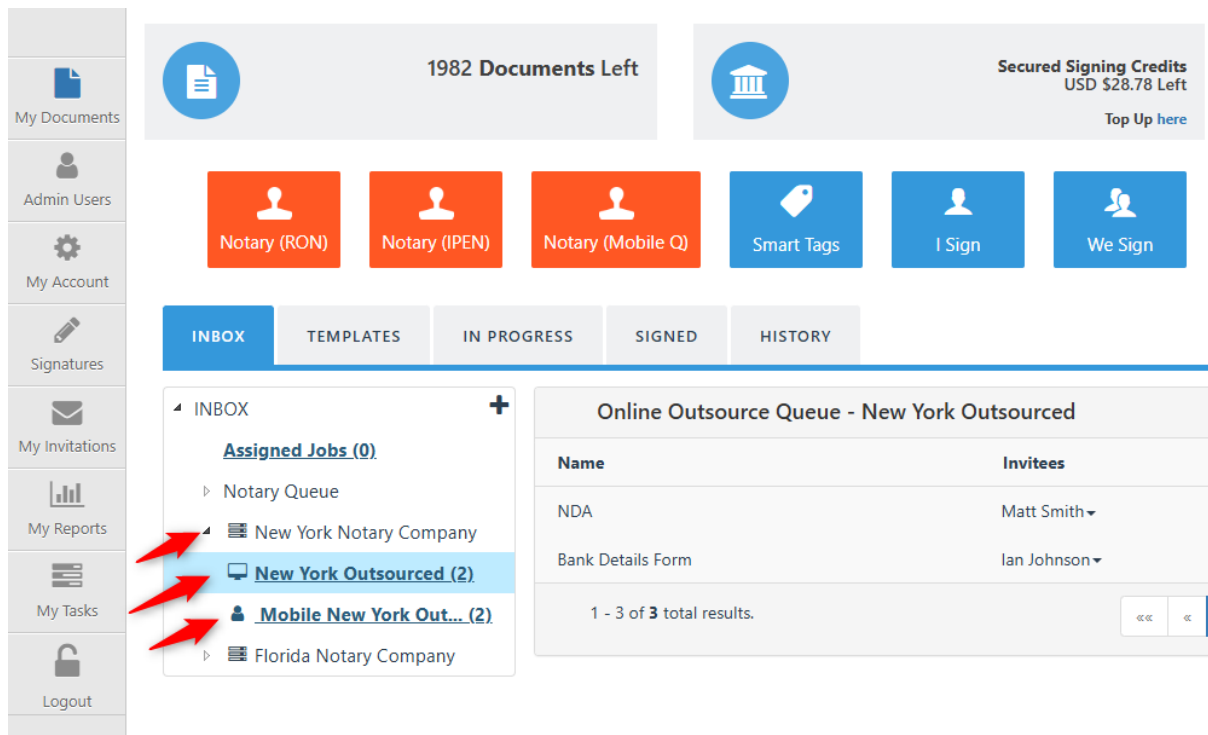 My Documents
Admin Users
My Account
Signatures
My Invitations
My Reports
My Tasks
Logout
1982 Documents Left
Secured Signing Credits
USD $28.78 Left
Top Up here
Notary (RON)
Notary (IPEN)
Notary (Mobile Q)
Smart Tags
I Sign
We Sign
INBOX
TEMPLATES
IN PROGRESS
SIGNED
HISTORY
INBOX
Assigned Jobs (0)
Notary Queue
New York Notary Company
New York Outsourced (2)
Mobile New York Out... (2)
Florida Notary Company
Online Outsource Queue - New York Outsourced
Name Invitees
NDA Matt Smith
Bank Details Form Ian Johnson
1 - 3 of 3 total results.
«« «